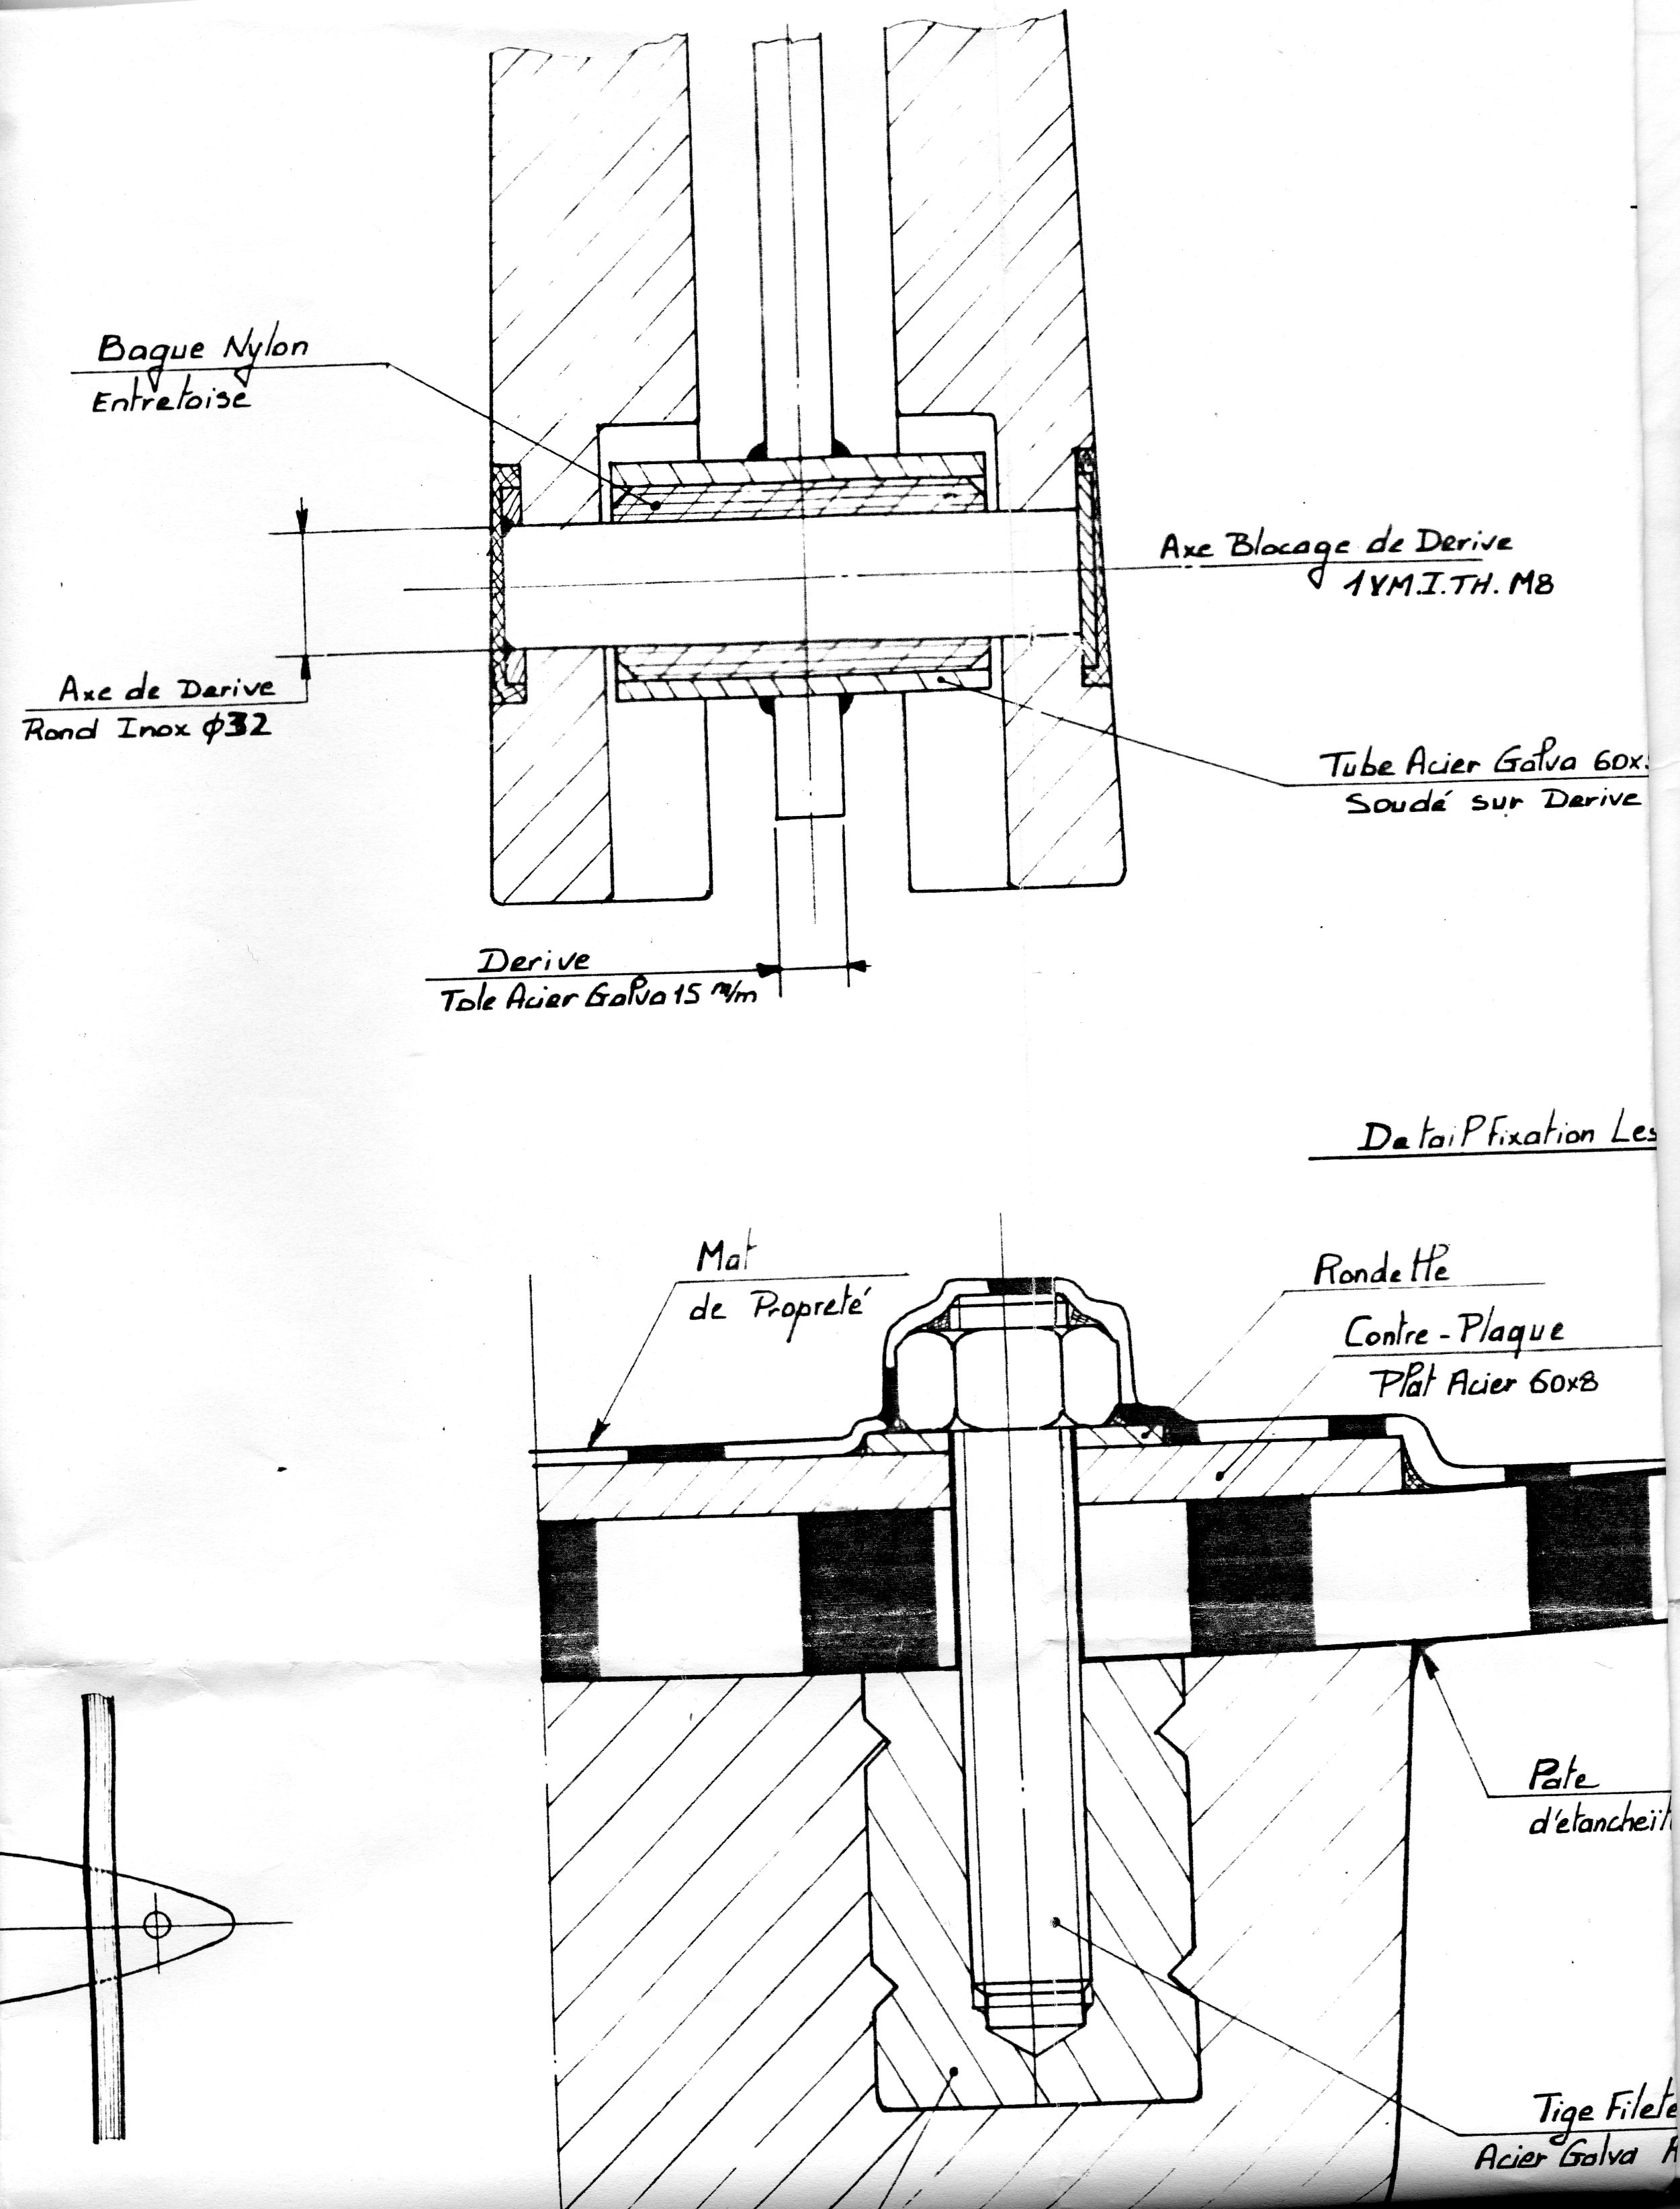 Bague Nylon
Entretoise
Axe Blocage de Derive
1 VM.I.TH. M8
Axe de Derive
Rond Inox φ32
Tube Acier Galva 60x
Soudé sur Derive
Derive
Tole Acier Galva 15 m/m
Detail Fixation Les
Mat
de Propreté
Rondelle
Contre-Plaque
Plat Acier 60x8
Pate
d'etancheït
Tige Filete
Acier Galva